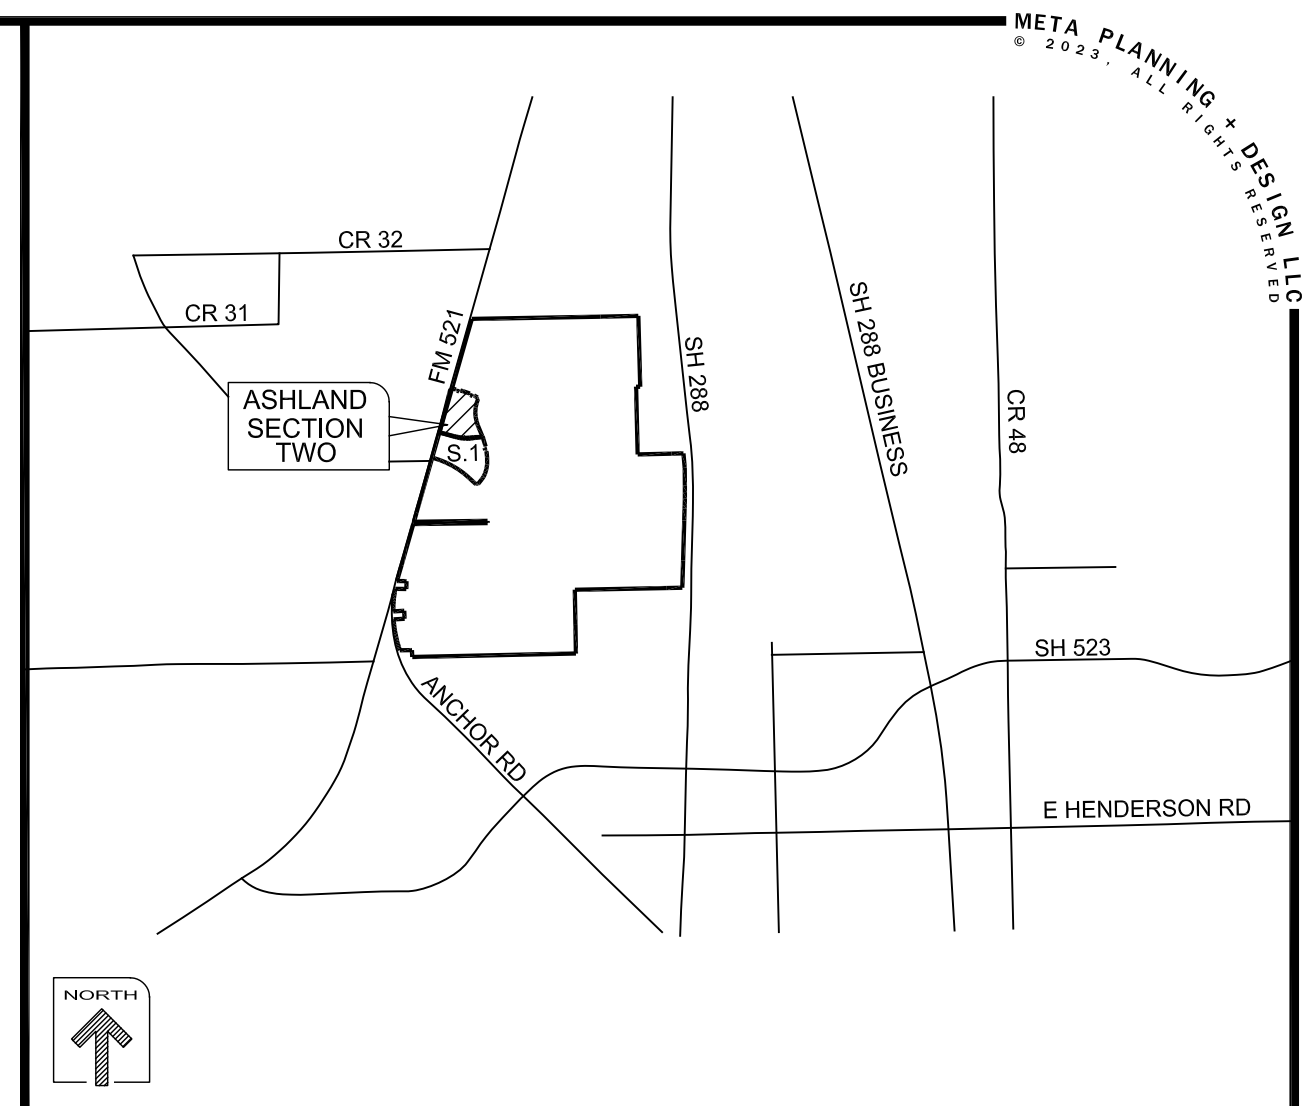 META PLANNING + DESIGN LLC
© 2023, ALL RIGHTS RESERVED
CR 32
CR 31
FM 521
SH 288
SH 288 BUSINESS
CR 48
ASHLAND
SECTION
TWO
S.1
SH 523
ANCHOR RD
E HENDERSON RD
NORTH